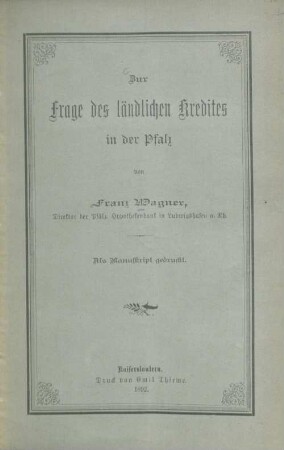 Zur
Frage des ländlichen Kredites
in der Pfalz
von
Franz Wagner,
Direktor der Pfälz. Hypothekenbank in Ludwigshafen a. Rh.
Als Manuskript gedruckt.
Kaiserslautern.
Druck von Emil Thieme
1892.